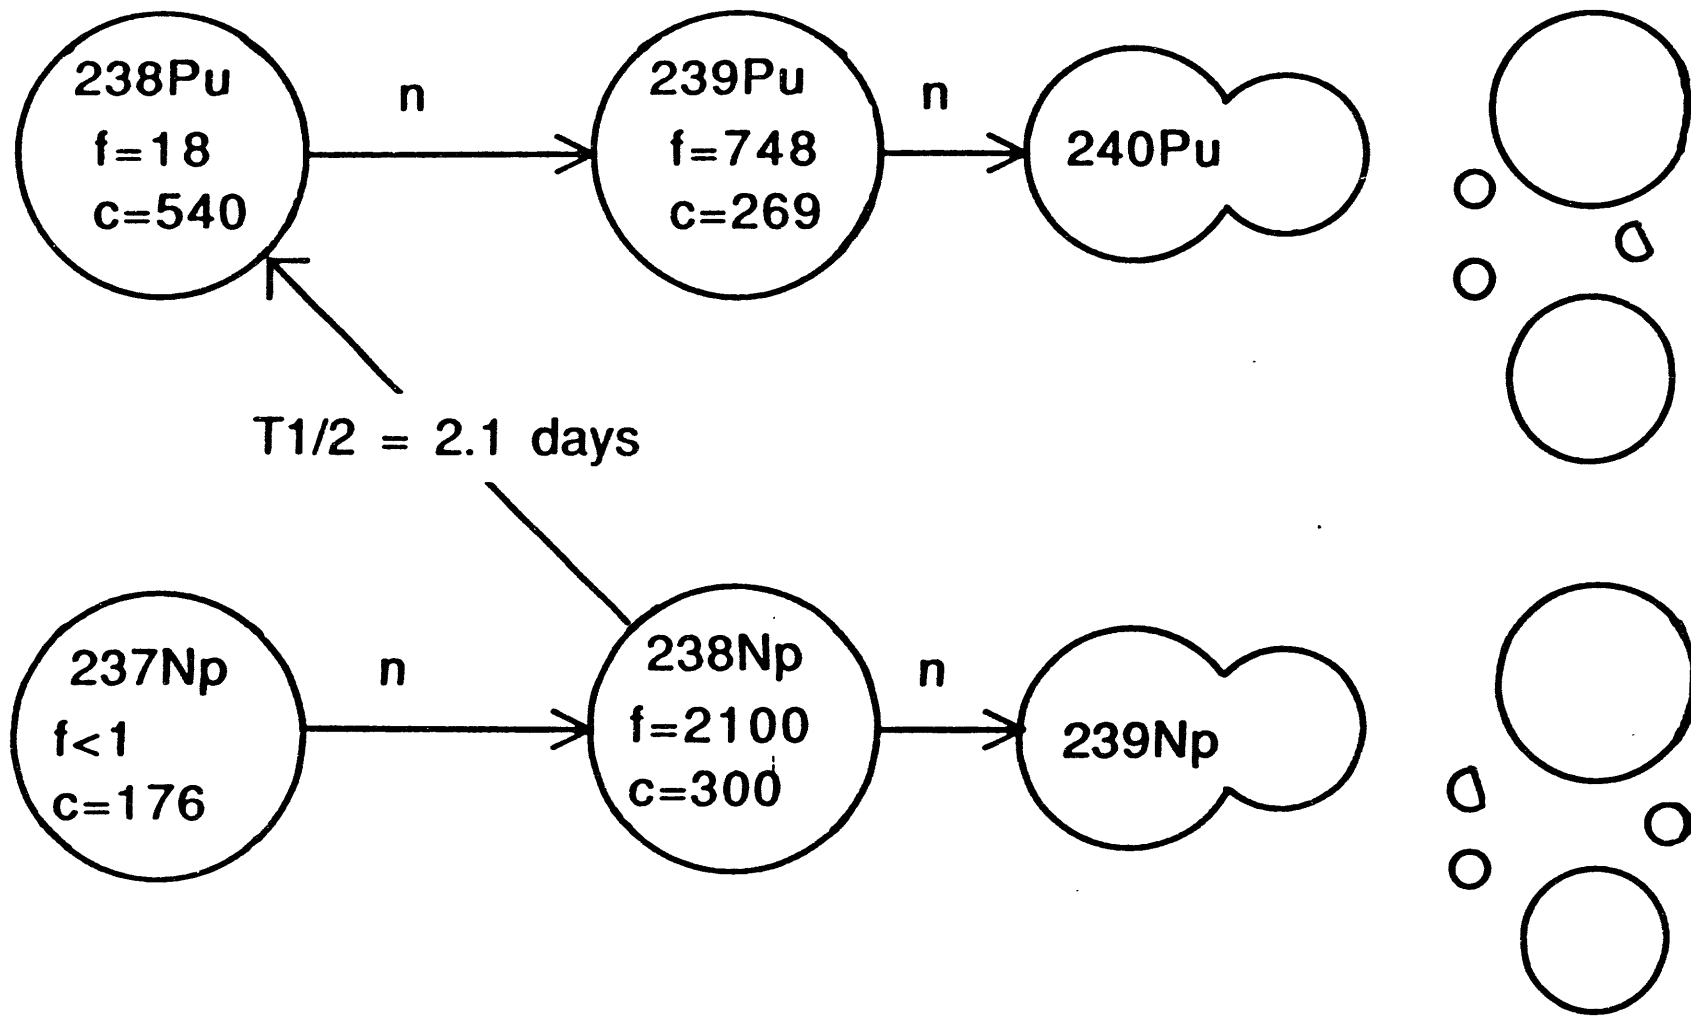 238Pu
f=18
c=540
n
239Pu
f=748
c=269
n
240Pu
T1/2 = 2.1 days
237Np
f<1
c=176
n
238Np
f=2100
c=300
n
239Np